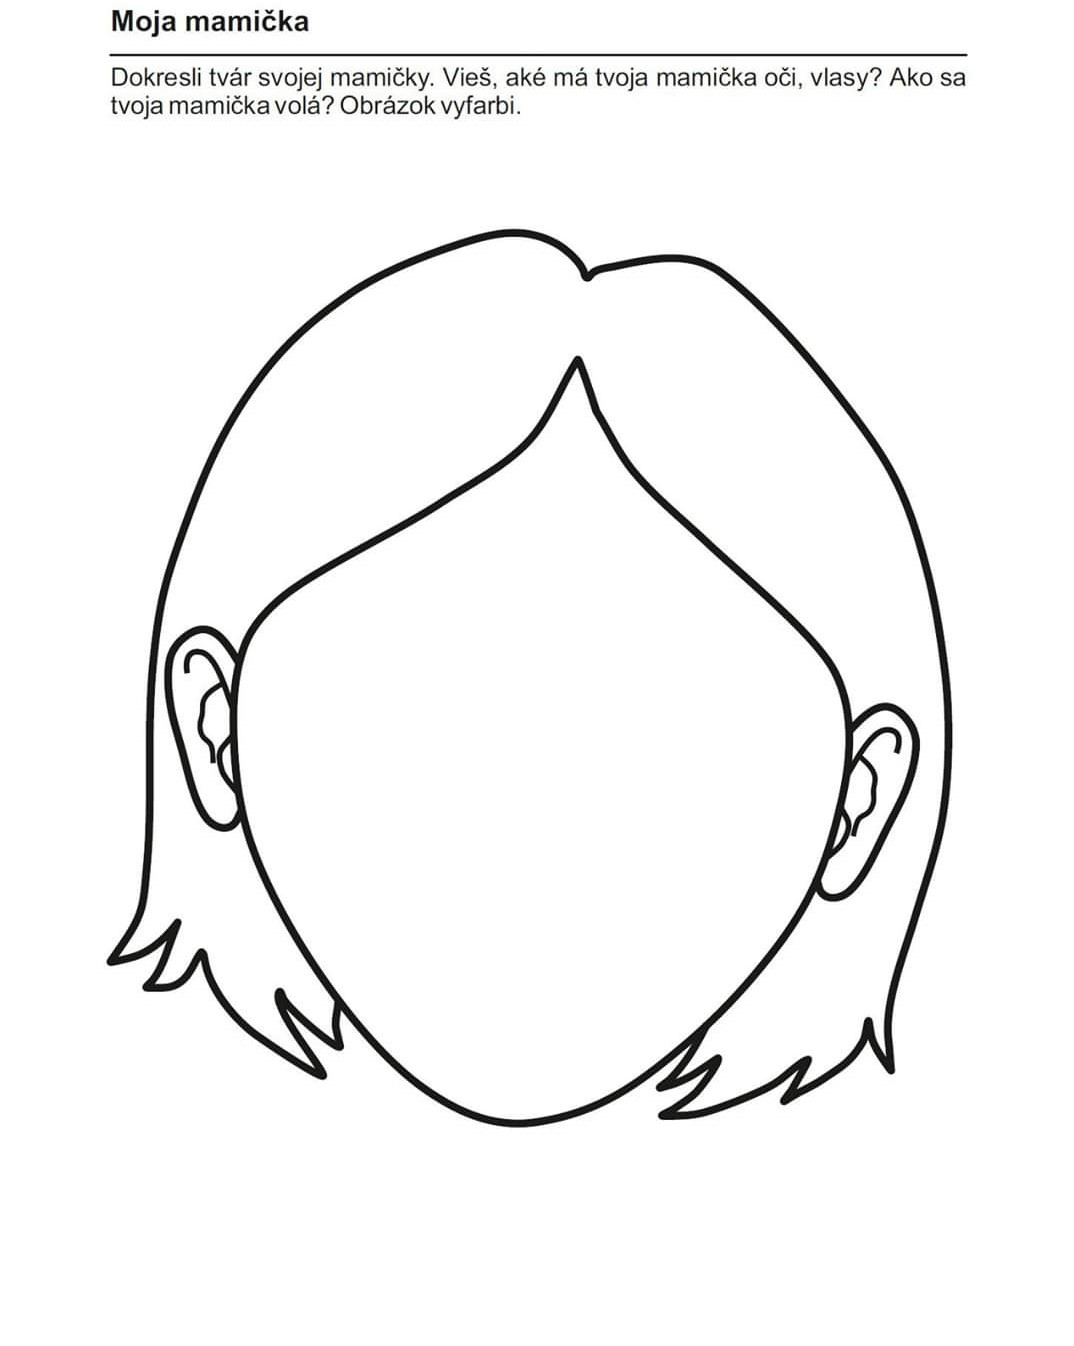 Moja mamička
Dokresli tvár svojej mamičky. Vieš, aké má tvoja mamička oči, vlasy? Ako sa
tvoja mamička volá? Obrázok vyfarbi.